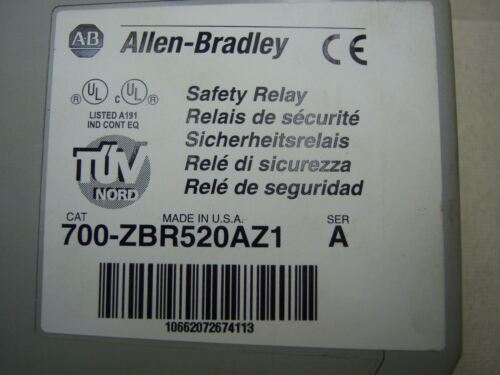 AB Allen-Bradley CE
UL c UL
LISTED A191
IND CONT EQ
Safety Relay
Relais de sécurité
Sicherheitsrelais
Relé di sicurezza
Relé de seguridad
TÜV
NORD
CAT MADE IN U.S.A. SER
700-ZBR520AZ1 A
10662072674113